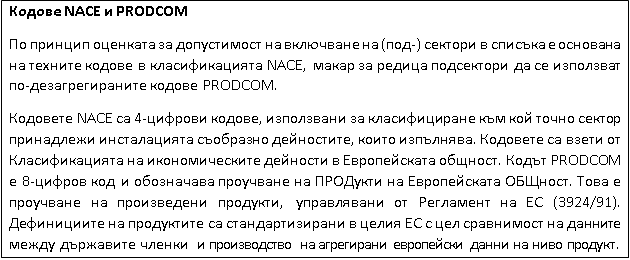 Кодове NACE и PRODCOM
По принцип оценката за допустимост на включване на (под-) сектори в списъка е основана
на техните кодове в класификацията NACE, макар за редица подсектори да се използват
по-дезагрегираните кодове PRODCOM.
Кодовете NACE са 4-цифрови кодове, използвани за класифициране към кой точно сектор
принадлежи инсталацията съобразно дейностите, които изпълнява. Кодовете са взети от
Класификацията на икономическите дейности в Европейската общност. Кодът PRODCOM
е 8-цифров код и обозначава проучване на ПРОДукти на Европейската ОБЩност. Това е
проучване на произведени продукти, управлявани от Регламент на ЕС (3924/91).
Дефинициите на продуктите са стандартизирани в целия ЕС с цел сравнимост на данните
между държавите членки и производство на агрегирани европейски данни на ниво продукт.